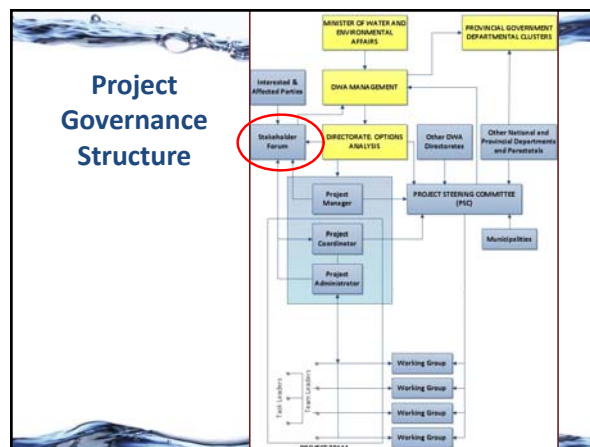 Project
Governance
Structure
MINISTER OF WATER AND
ENVIRONMENTAL
AFFAIRS
PROVINCIAL GOVERNMENT
DEPARTMENTAL CLUSTERS
Interested &
Affected Parties
DWA MANAGEMENT
Stakeholder
Forum
DIRECTORATE: OPTIONS
ANALYSIS
Other DWA
Directorates
Other National and
Provincial Departments
and Parastatals
Project
Manager
PROJECT STEERING COMMITTEE
(PSC)
Project
Coordinator
Municipalities
Project
Administrator
Task Leaders
Team Leaders
Working Group
Working Group
Working Group
Working Group